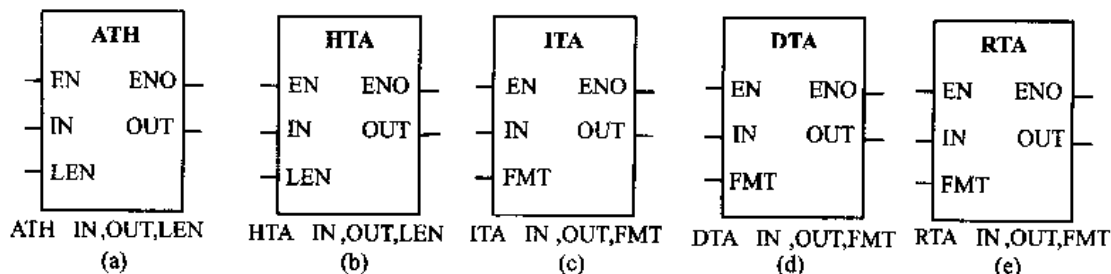 ATH
EN ENO
IN OUT
LEN
ATH IN,OUT,LEN
(a)
HTA
EN ENO
IN OUT
LEN
HTA IN,OUT,LEN
(b)
ITA
EN ENO
IN OUT
FMT
ITA IN,OUT,FMT
(c)
DTA
EN ENO
IN OUT
FMT
DTA IN,OUT,FMT
(d)
RTA
EN ENO
IN OUT
FMT
RTA IN,OUT,FMT
(e)